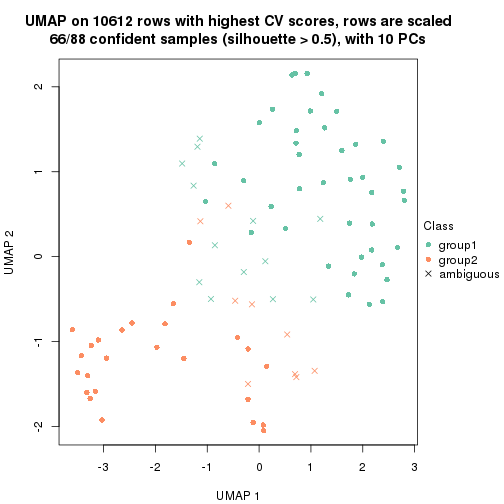 UMAP on 10612 rows with highest CV scores, rows are scaled
66/88 confident samples (silhouette > 0.5), with 10 PCs
2
1
0
-1
-2
UMAP 2
-3
-2
-1
0
1
2
3
UMAP 1
Class
group1
group2
ambiguous